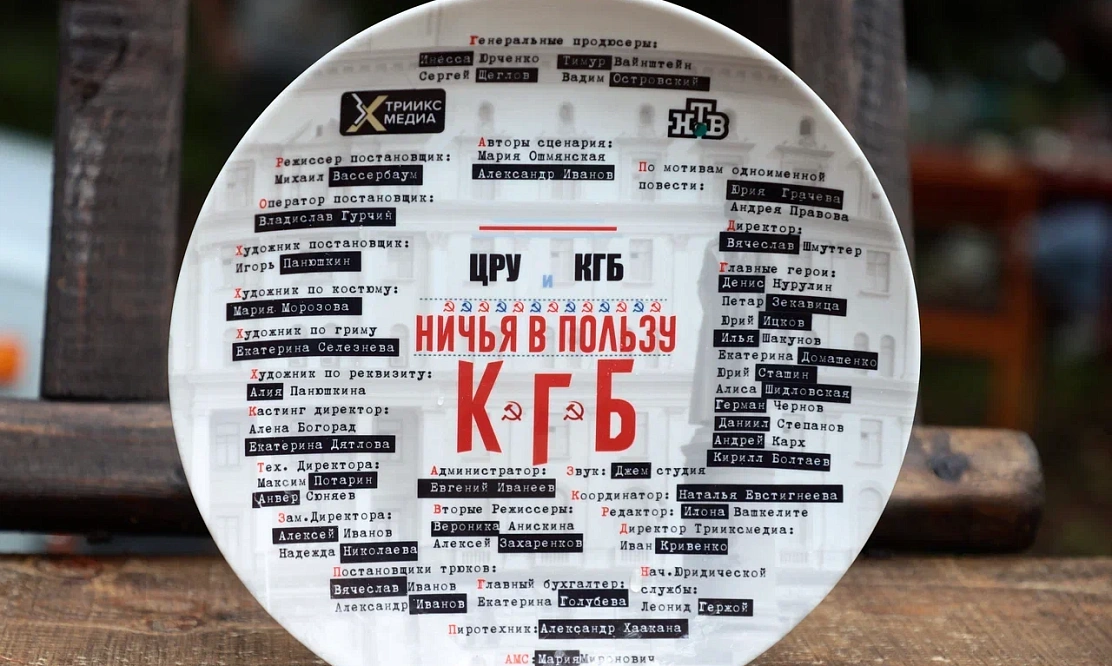 Генеральные продюсеры:
Инесса Юрченко Тимур Вайнштейн
Сергей Щеглов Вадим Островский
ТРИИКС
МЕДИА
НТВ
Авторы сценария:
Мария Ошмянская
Александр Иванов
Режиссер постановщик:
Михаил Вассербаум
Оператор постановщик:
Владислав Гурчин
Художник постановщик:
Игорь Панюшкин
Художник по костюму:
Мария Морозова
Художник по гриму
Екатерина Селезнева
Художник по реквизиту:
Алия Панюшкина
Кастинг директор:
Алена Богорад
Екатерина Дятлова
Тех. Директора:
Максим Потарин
Анвер Сюняев
Зам.Директора:
Алексей Иванов
Надежда Николаева
По мотивам одноименной
повести: Юрия Грачева
Андрея Правова
Директор:
Вячеслав Шмуттер
Главные герои:
Денис Нурулин
Петар Зекавица
Юрий Ицков
Илья Шакунов
Екатерина Домашенко
Юрий Сташин
Алиса Шидловская
Герман Чернов
Даниил Степанов
Андрей Карх
Кирилл Болтаев
ЦРУ и КГБ
НИЧЬЯ В ПОЛЬЗУ
КГБ
Администратор:
Евгений Иванеев
Звук: Джем студия
Координатор: Наталья Евстигнеева
Вторые Режиссеры:
Вероника Анискина
Алексей Захаренков
Редактор: Илона Вашкелите
Директор Трииксмедиа:
Иван Кривенко
Постановщики трюков:
Вячеслав Иванов
Александр Иванов
Главный бухгалтер:
Екатерина Голубева
Нач.Юридической
службы:
Леонид Гержой
Пиротехник: Александр Хаакана
АМС: Мария Миронович